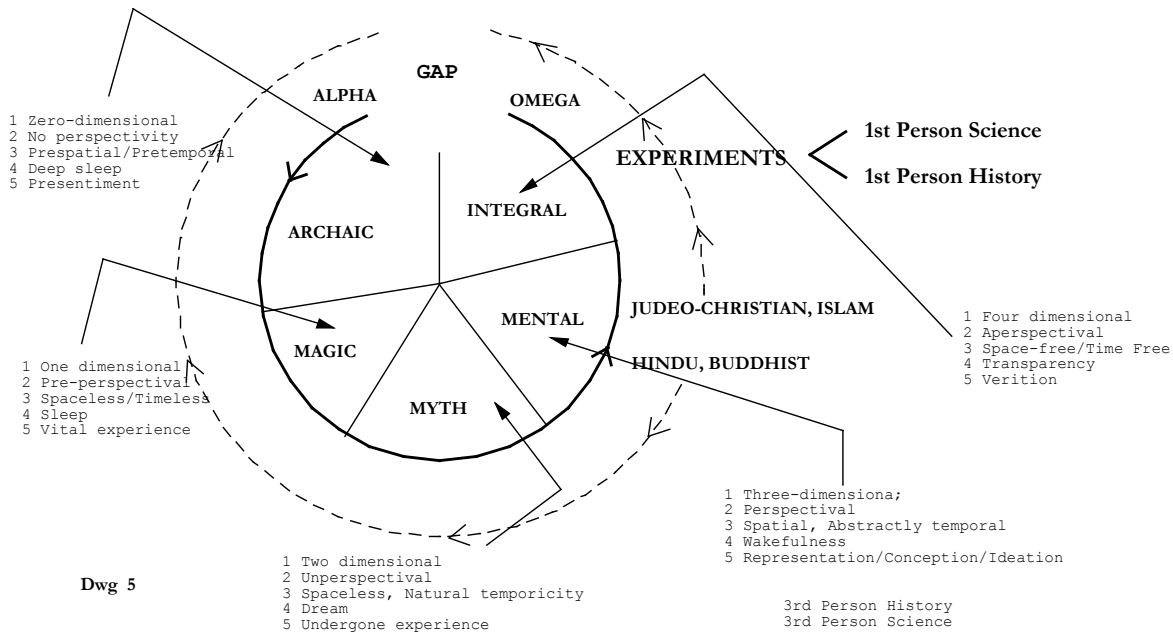 GAP
ALPHA
OMEGA
1 Zero-dimensional
2 No perspectivity
3 Prespatial/Pretemporal
4 Deep sleep
5 Presentiment
EXPERIMENTS
1st Person Science
1st Person History
INTEGRAL
ARCHAIC
MENTAL
JUDEO-CHRISTIAN, ISLAM
HINDU, BUDDHIST
1 Four dimensional
2 Aperspectival
3 Space-free/Time Free
4 Transparency
5 Verition
MAGIC
1 One dimensional
2 Pre-perspectival
3 Spaceless/Timeless
4 Sleep
5 Vital experience
MYTH
1 Three-dimensiona;
2 Perspectival
3 Spatial, Abstractly temporal
4 Wakefulness
5 Representation/Conception/Ideation
1 Two dimensional
2 Unperspectival
3 Spaceless, Natural temporicity
4 Dream
5 Undergone experience
Dwg 5
3rd Person History
3rd Person Science